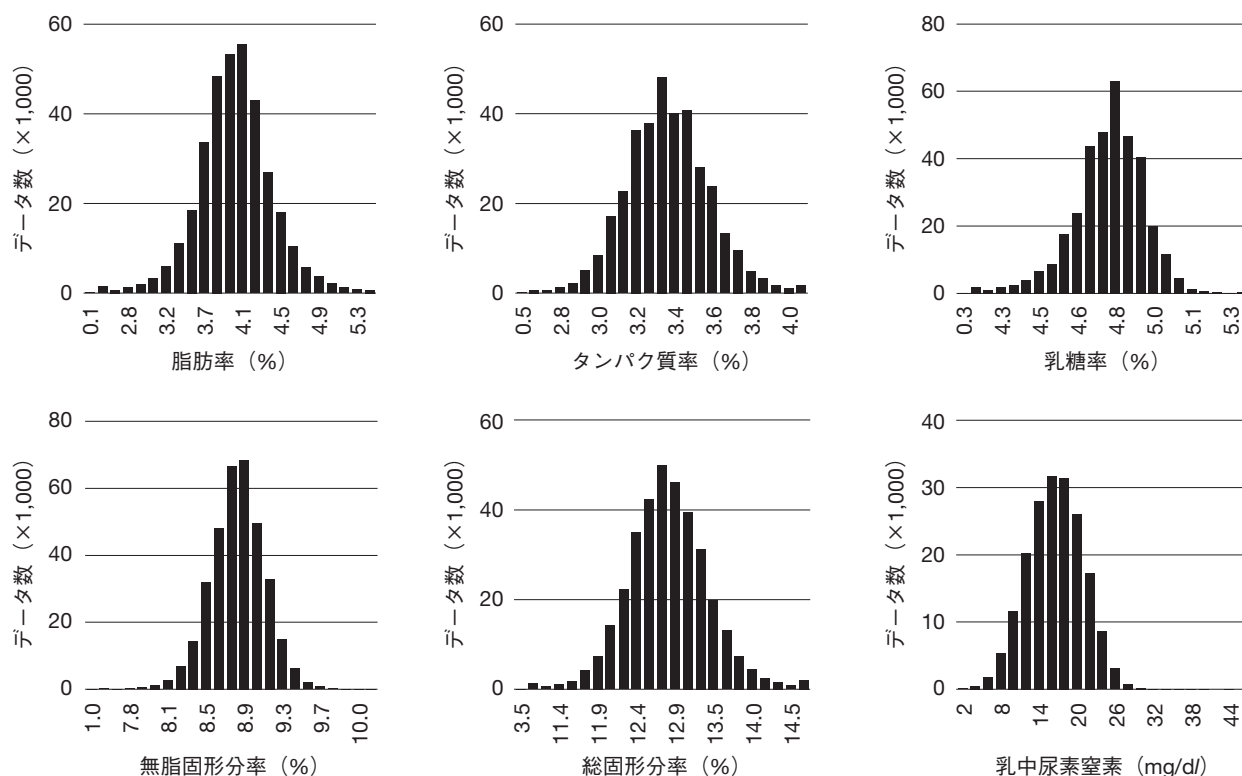 60
40
20
0
データ数（×1,000）
0.1 2.8 3.2 3.7 4.1 4.5 4.9 5.3
脂肪率（%）
60
40
20
0
データ数（×1,000）
0.5 2.8 3.0 3.2 3.4 3.6 3.8 4.0
タンパク質率（%）
80
60
40
20
0
データ数（×1,000）
0.3 4.3 4.5 4.6 4.8 5.0 5.1 5.3
乳糖率（%）
80
60
40
20
0
データ数（×1,000）
1.0 7.8 8.1 8.5 8.9 9.3 9.7 10.0
無脂固形分率（%）
60
40
20
0
データ数（×1,000）
3.5 11.4 11.9 12.4 12.9 13.5 14.0 14.5
総固形分率（%）
40
30
20
10
0
データ数（×1,000）
2 8 14 20 26 32 38 44
乳中尿素窒素（mg/dl）